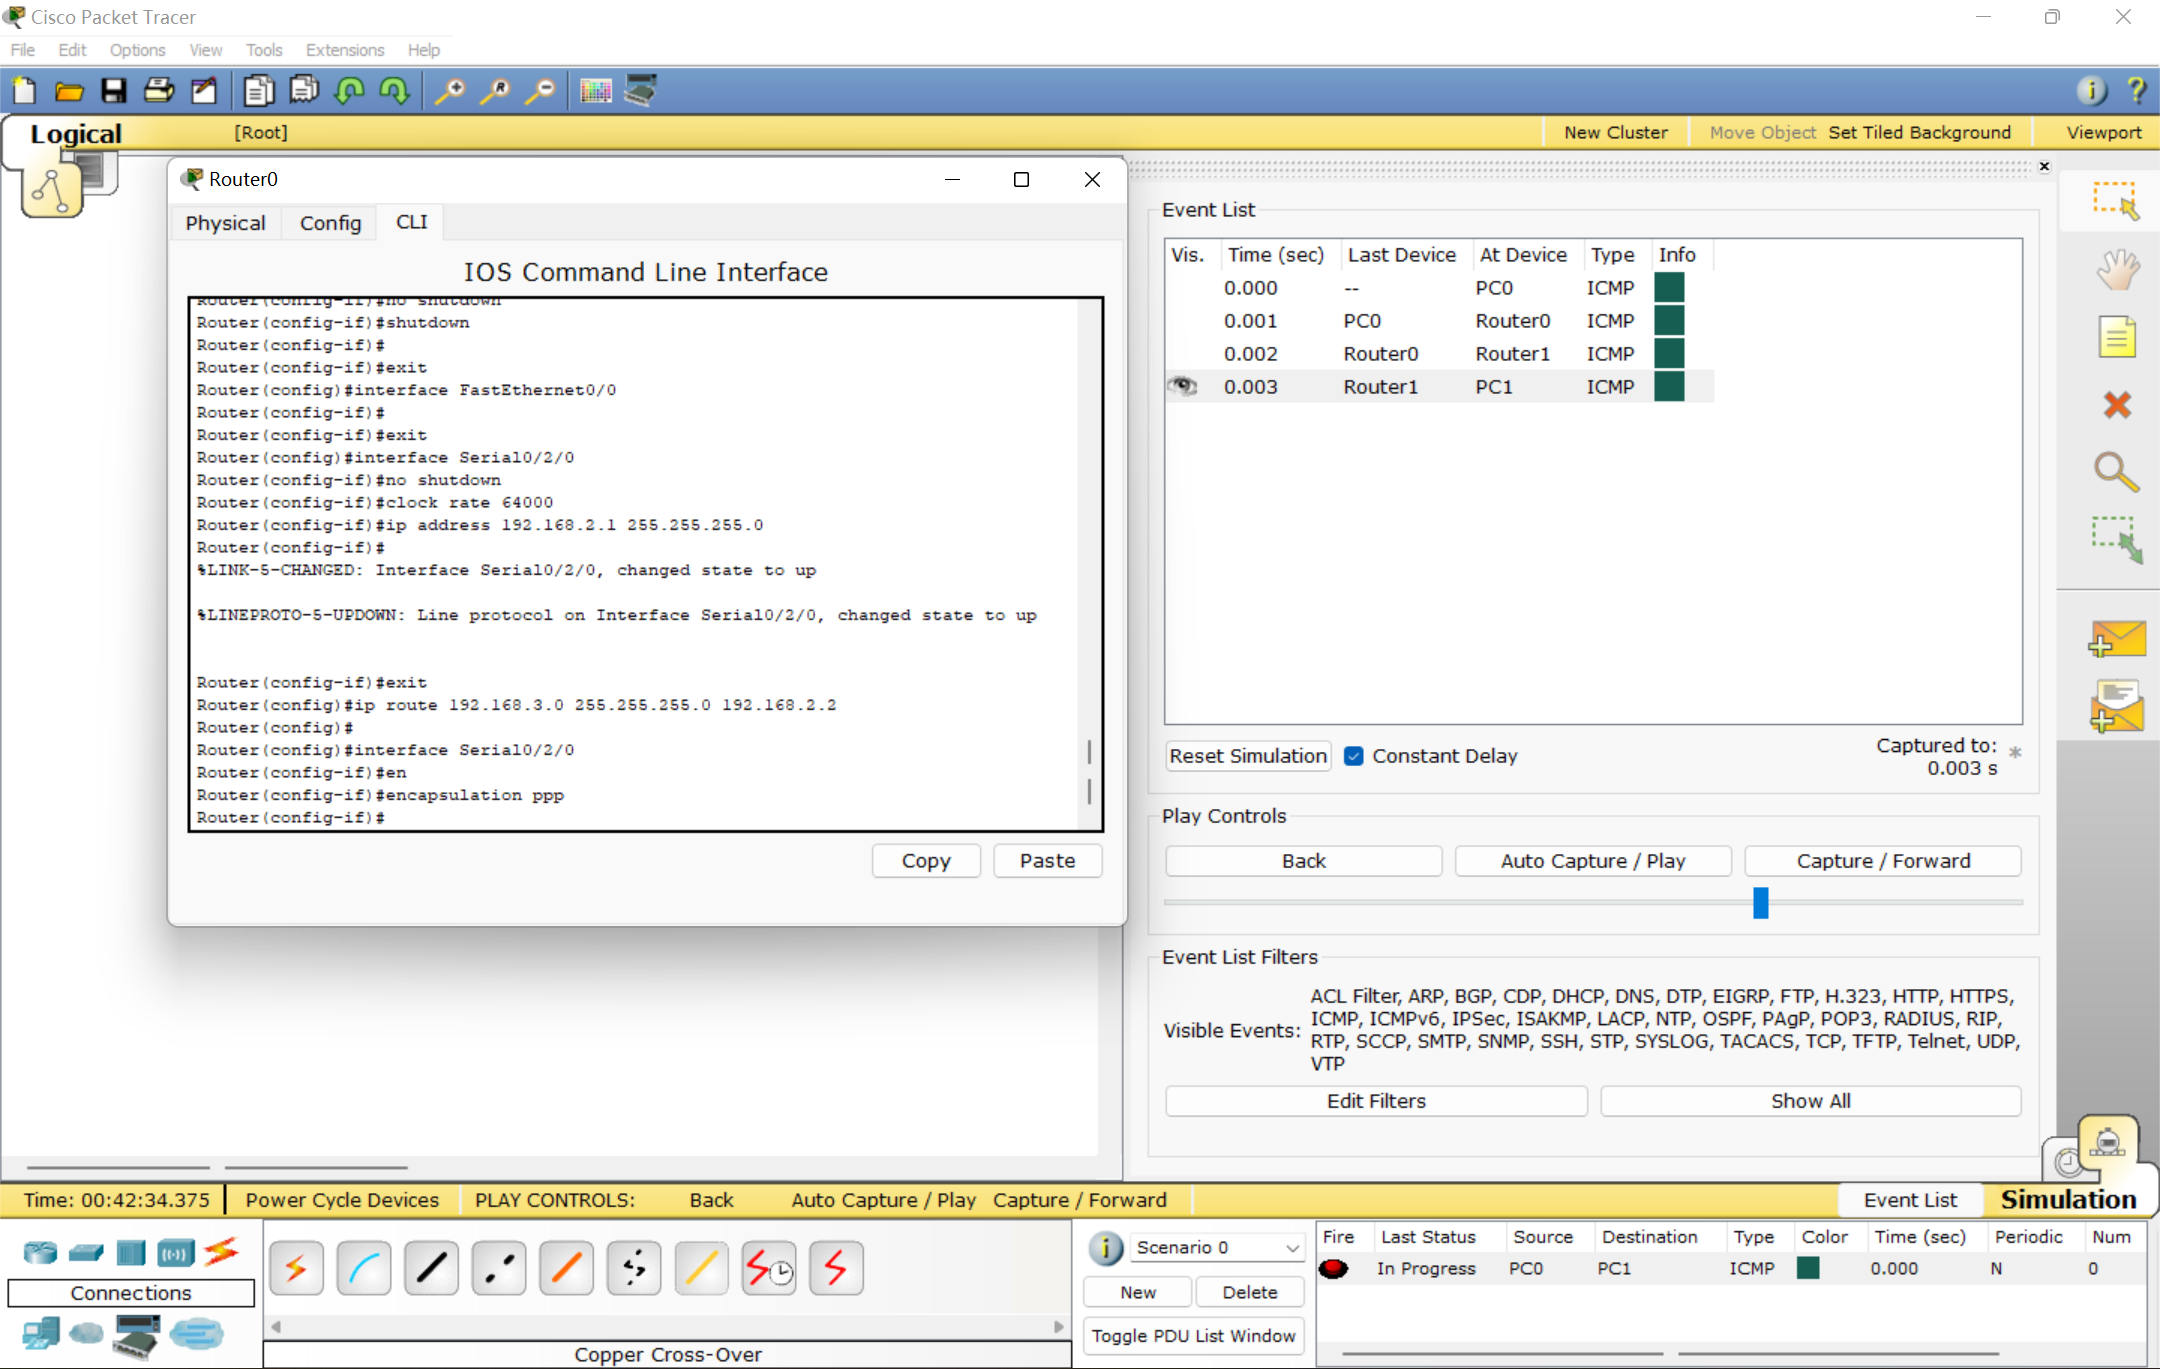 Cisco Packet Tracer
File Edit Options View Tools Extensions Help
Logical [Root] New Cluster Move Object Set Tiled Background Viewport
Router0
Physical Config CLI
IOS Command Line Interface
Router(config-if)#no shutdown
Router(config-if)#shutdown
Router(config-if)#
Router(config-if)#exit
Router(config)#interface FastEthernet0/0
Router(config-if)#
Router(config-if)#exit
Router(config)#interface Serial0/2/0
Router(config-if)#no shutdown
Router(config-if)#clock rate 64000
Router(config-if)#ip address 192.168.2.1 255.255.255.0
Router(config-if)#
%LINK-5-CHANGED: Interface Serial0/2/0, changed state to up
%LINEPROTO-5-UPDOWN: Line protocol on Interface Serial0/2/0, changed state to up
Router(config-if)#exit
Router(config)#ip route 192.168.3.0 255.255.255.0 192.168.2.2
Router(config)#
Router(config)#interface Serial0/2/0
Router(config-if)#en
Router(config-if)#encapsulation ppp
Router(config-if)#
Copy Paste
Event List
Vis. Time (sec) Last Device At Device Type Info
0.000 -- PC0 ICMP
0.001 PC0 Router0 ICMP
0.002 Router0 Router1 ICMP
0.003 Router1 PC1 ICMP
Reset Simulation Constant Delay
Captured to: *
0.003 s
Play Controls
Back Auto Capture / Play Capture / Forward
Event List Filters
Visible Events:
ACL Filter, ARP, BGP, CDP, DHCP, DNS, DTP, EIGRP, FTP, H.323, HTTP, HTTPS,
ICMP, ICMPv6, IPSec, ISAKMP, LACP, NTP, OSPF, PAgP, POP3, RADIUS, RIP,
RTP, SCCP, SMTP, SNMP, SSH, STP, SYSLOG, TACACS, TCP, TFTP, Telnet, UDP,
VTP
Edit Filters Show All
Time: 00:42:34.375 Power Cycle Devices PLAY CONTROLS: Back Auto Capture / Play Capture / Forward Event List Simulation
Connections
Copper Cross-Over
Scenario 0
New Delete
Toggle PDU List Window
Fire Last Status Source Destination Type Color Time (sec) Periodic Num
In Progress PC0 PC1 ICMP 0.000 N 0